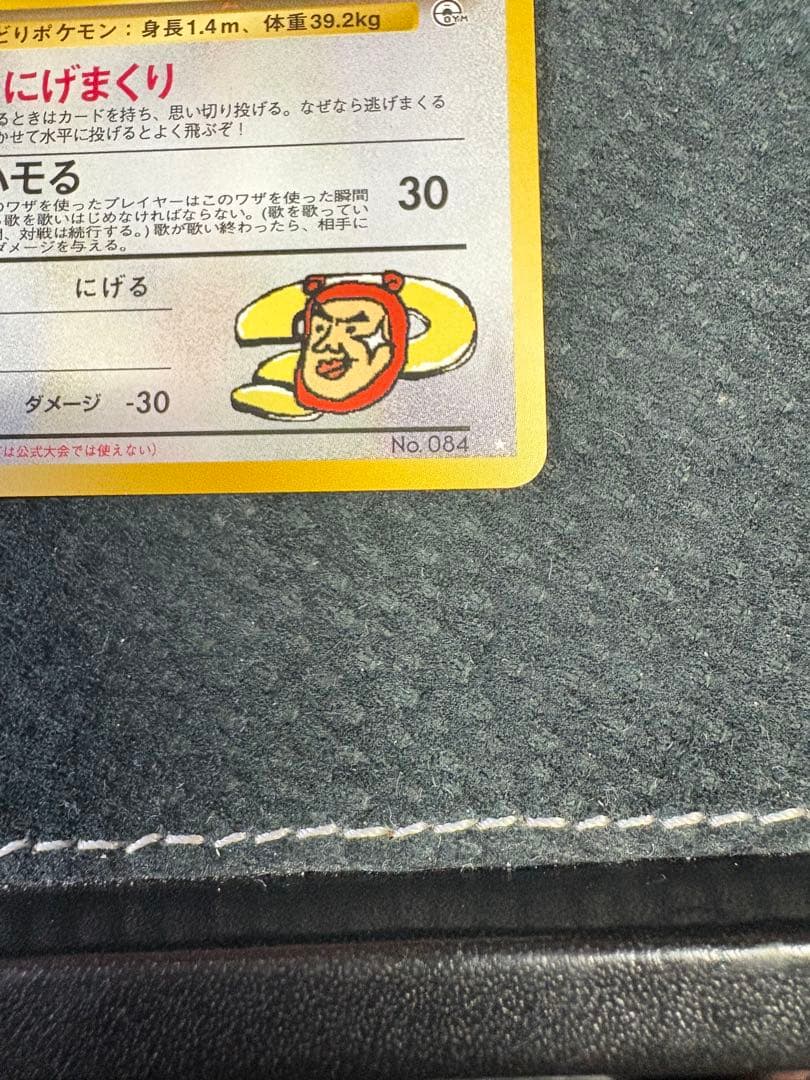 どりポケモン：身長1.4m、体重39.2kg
GYM
にげまくり
るときはカードを持ち、思い切り投げる。なぜなら逃げまくる
かせて水平に投げるとよく飛ぶぞ！
ハモる 30
のワザを使ったプレイヤーはこのワザを使った瞬間
歌を歌いはじめなければならない。(歌を歌ってい
、対戦は続行する。)歌が歌い終わったら、相手に
ダメージを与える。
にげる
ダメージ -30
は公式大会では使えない）
No. 084